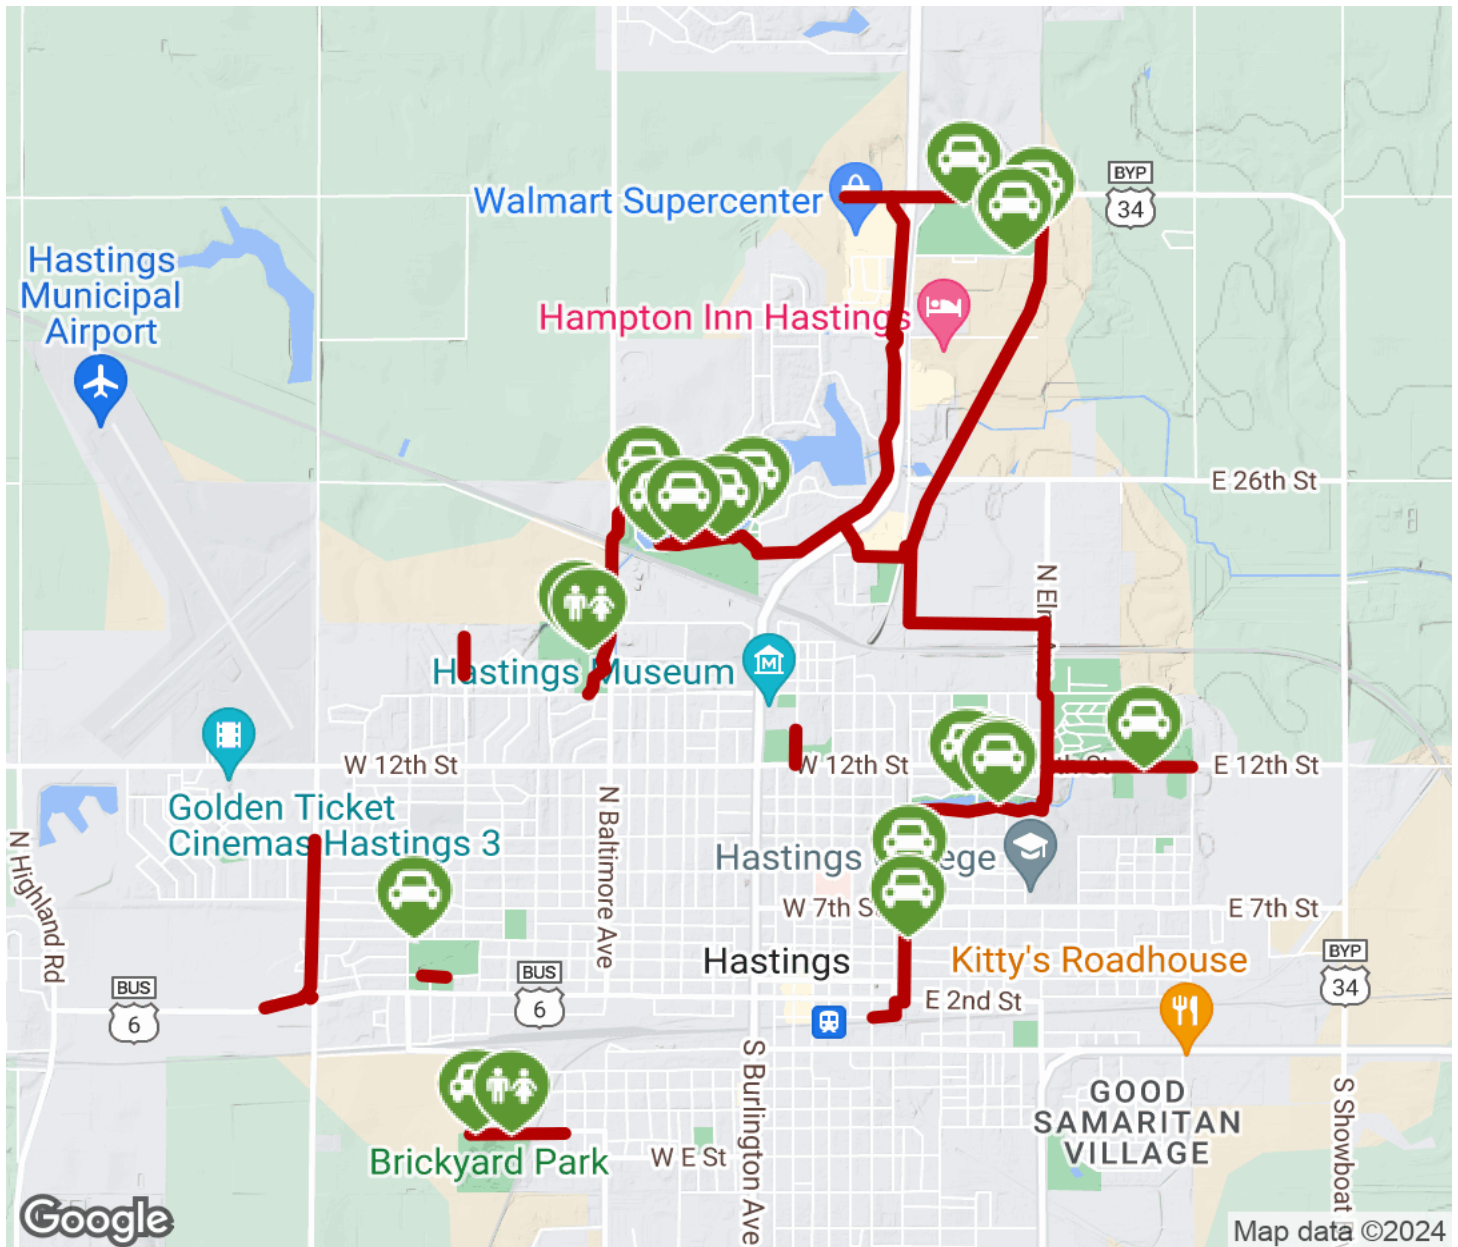 Walmart Supercenter
BYP
34
Hastings
Municipal
Airport
Hampton Inn Hastings
E 26th St
N Elm
Hastings Museum
W 12th St
W 12th St
th St
E 12th St
Golden Ticket
Cinemas Hastings 3
N Baltimore Ave
Hastings
ege
N Highland Rd
W 7th S
E 7th St
Hastings
Kitty's Roadhouse
BYP
34
BUS
6
BUS
6
E 2nd St
S Burlington Ave
GOOD
SAMARITAN
VILLAGE
S Showboat
Brickyard Park
W E St
Google
Map data ©2024